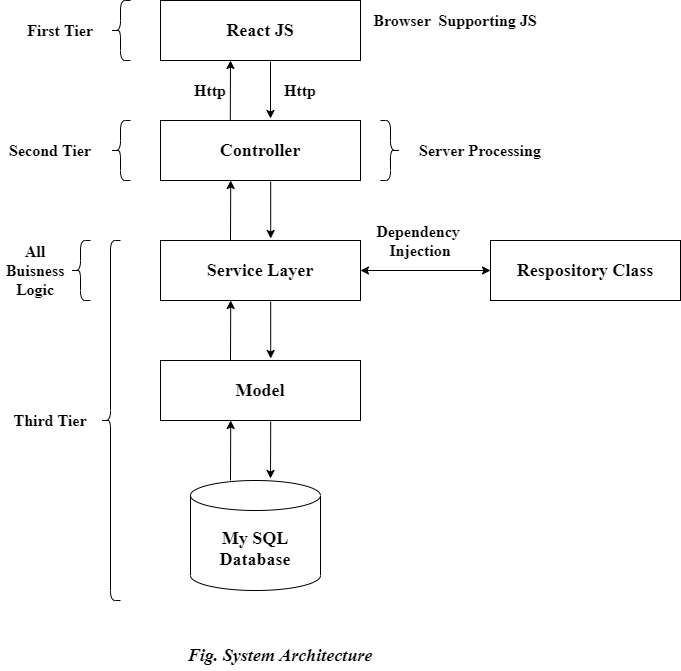 First Tier
React JS
Browser Supporting JS
Http
Http
Second Tier
Controller
Server Processing
All
Buisness
Logic
Service Layer
Dependency
Injection
Respository Class
Third Tier
Model
My SQL
Database
Fig. System Architecture